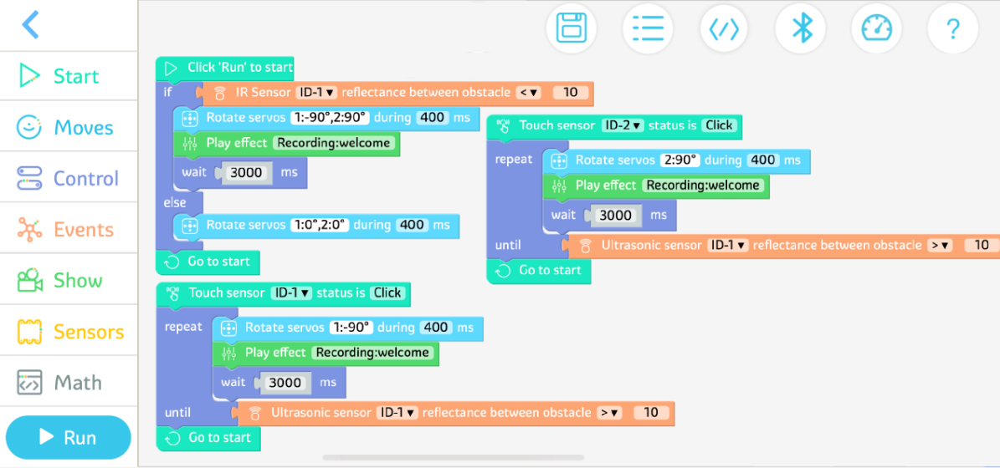 Start
Moves
Control
Events
Show
Sensors
Math
Run
?
Click 'Run' to start
if IR Sensor ID-1▼ reflectance between obstacle <▼ 10
Rotate servos 1:-90°,2:90° during 400 ms
Play effect Recording:welcome
wait 3000 ms
else
Rotate servos 1:0°,2:0° during 400 ms
Go to start
Touch sensor ID-2▼ status is Click
repeat Rotate servos 2:90° during 400 ms
Play effect Recording:welcome
wait 3000 ms
until Ultrasonic sensor ID-1▼ reflectance between obstacle >▼ 10
Go to start
Touch sensor ID-1▼ status is Click
repeat Rotate servos 1:-90° during 400 ms
Play effect Recording:welcome
wait 3000 ms
until Ultrasonic sensor ID-1▼ reflectance between obstacle >▼ 10
Go to start